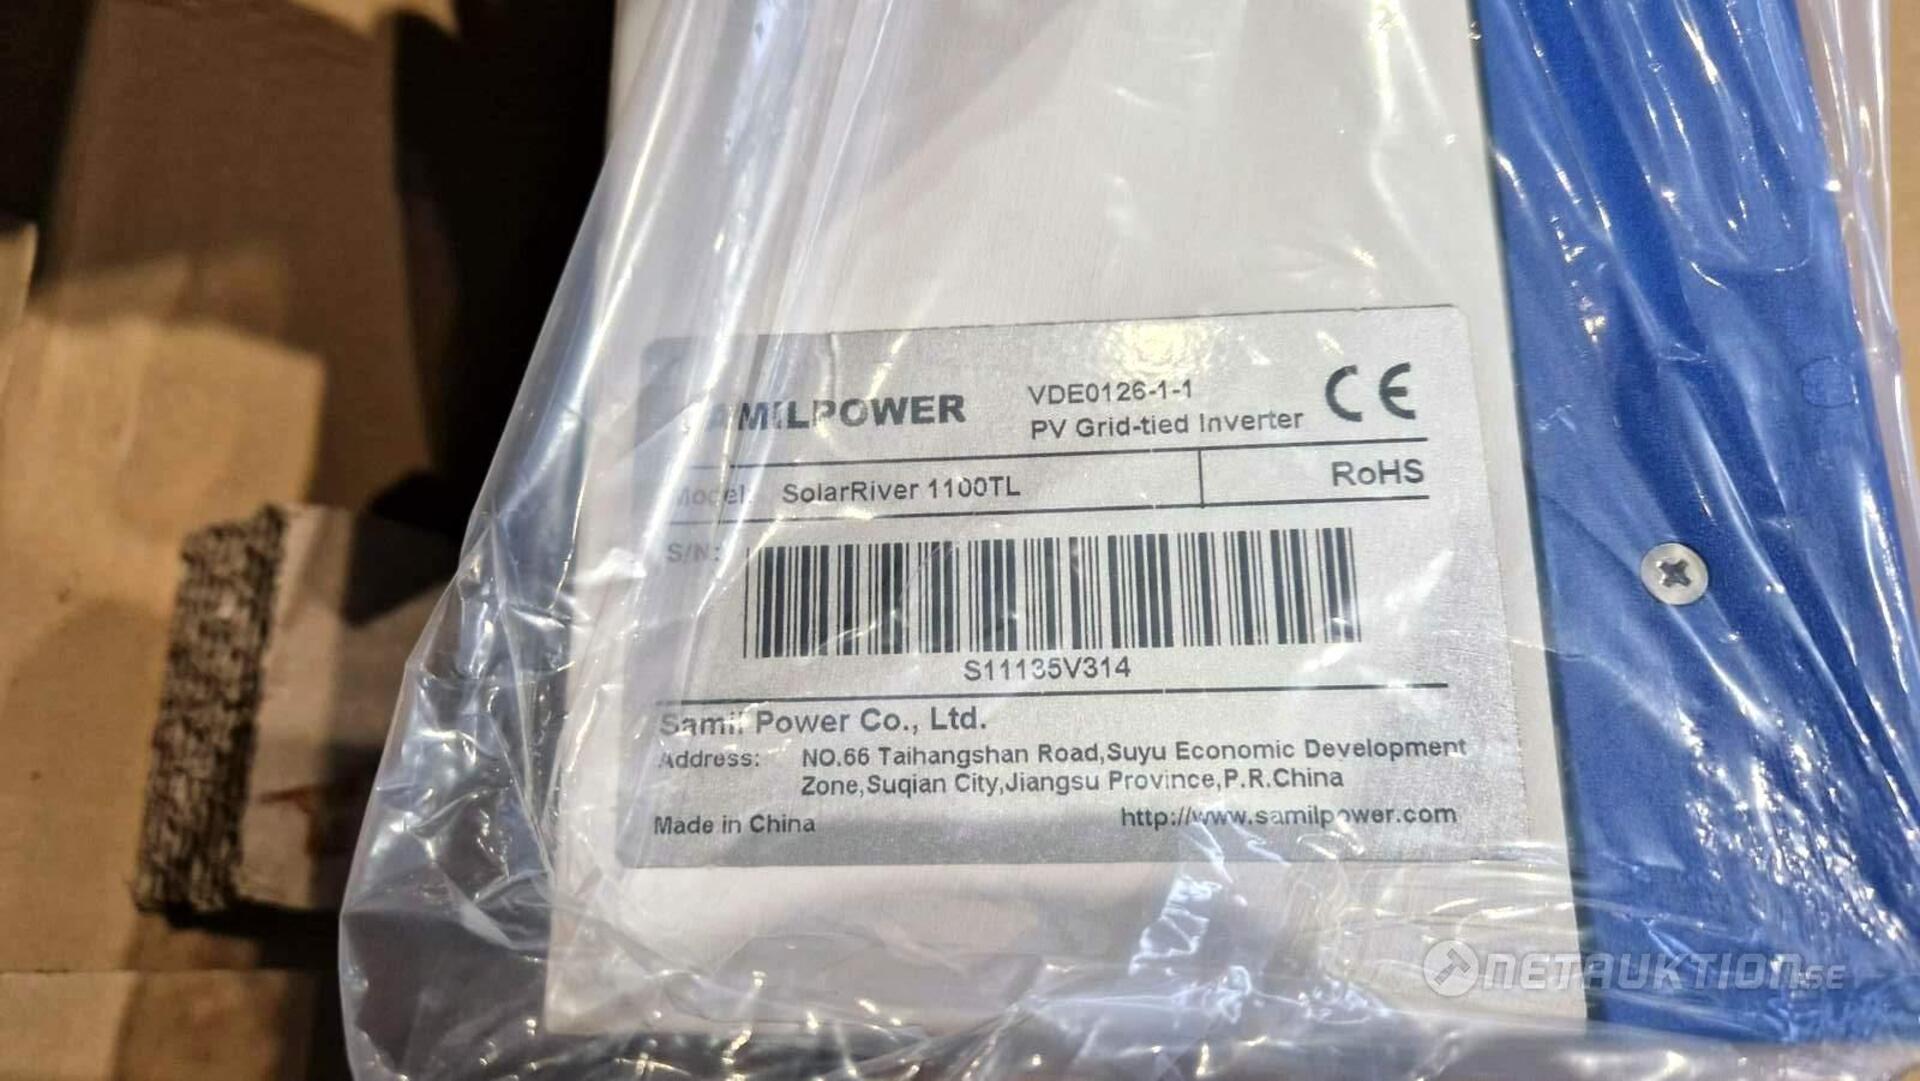 SAMILPOWER
VDE0126-1-1
PV Grid-tied Inverter
CE
Model: SolarRiver 1100TL
RoHS
S/N:
S11135V314
Samil Power Co., Ltd.
Address: NO.66 Taihangshan Road,Suyu Economic Development
Zone,Suqian City,Jiangsu Province,P.R.China
Made in China
http://www.samilpower.com
NETAUKTION.SE